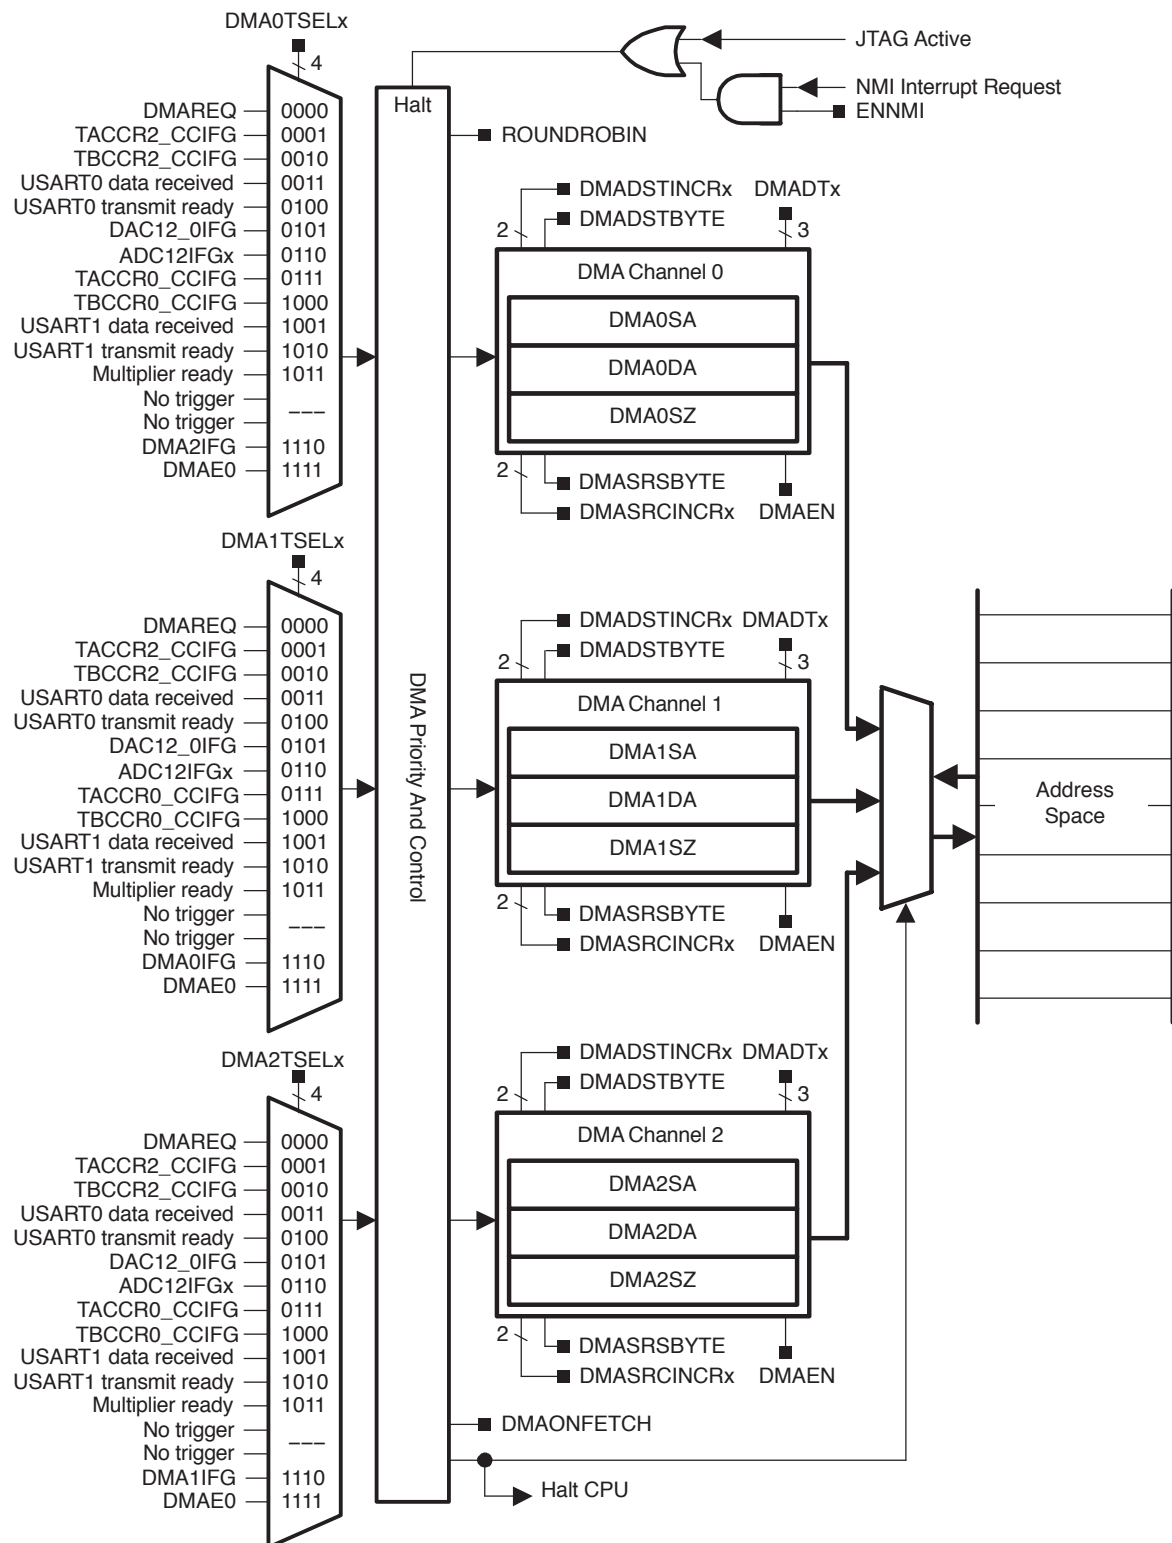 DMA0TSELx
4
JTAG Active
NMI Interrupt Request
ENNMI
Halt
ROUNDROBIN
DMAREQ 0000
TACCR2_CCIFG 0001
TBCCR2_CCIFG 0010
USART0 data received 0011
USART0 transmit ready 0100
DAC12_0IFG 0101
ADC12IFGx 0110
TACCR0_CCIFG 0111
TBCCR0_CCIFG 1000
USART1 data received 1001
USART1 transmit ready 1010
Multiplier ready 1011
No trigger
No trigger
DMA2IFG 1110
DMAE0 1111
DMADSTINCRx DMADTx
2 DMADSTBYTE 3
DMA Channel 0
DMA0SA
DMA0DA
DMA0SZ
2 DMASRSBYTE
DMASRCINCRx DMAEN
DMA1TSELx
4
DMAREQ 0000
TACCR2_CCIFG 0001
TBCCR2_CCIFG 0010
USART0 data received 0011
USART0 transmit ready 0100
DAC12_0IFG 0101
ADC12IFGx 0110
TACCR0_CCIFG 0111
TBCCR0_CCIFG 1000
USART1 data received 1001
USART1 transmit ready 1010
Multiplier ready 1011
No trigger
No trigger
DMA0IFG 1110
DMAE0 1111
DMA Priority And Control
DMADSTINCRx DMADTx
2 DMADSTBYTE 3
DMA Channel 1
DMA1SA
DMA1DA
DMA1SZ
2 DMASRSBYTE
DMASRCINCRx DMAEN
Address
Space
DMA2TSELx
4
DMAREQ 0000
TACCR2_CCIFG 0001
TBCCR2_CCIFG 0010
USART0 data received 0011
USART0 transmit ready 0100
DAC12_0IFG 0101
ADC12IFGx 0110
TACCR0_CCIFG 0111
TBCCR0_CCIFG 1000
USART1 data received 1001
USART1 transmit ready 1010
Multiplier ready 1011
No trigger
No trigger
DMA1IFG 1110
DMAE0 1111
DMADSTINCRx DMADTx
2 DMADSTBYTE 3
DMA Channel 2
DMA2SA
DMA2DA
DMA2SZ
2 DMASRSBYTE
DMASRCINCRx DMAEN
DMAONFETCH
Halt CPU